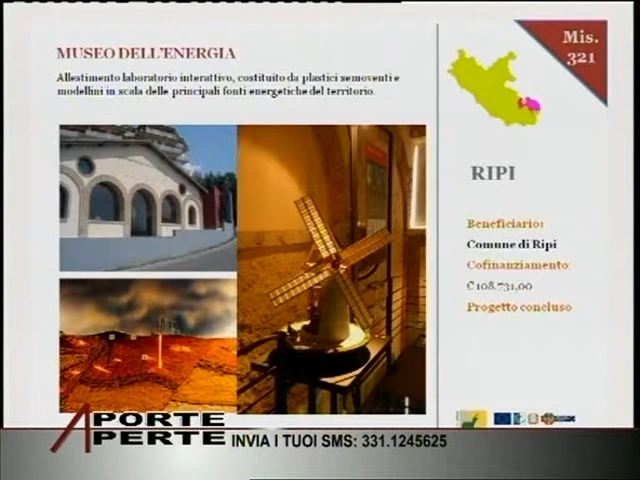 MUSEO DELL'ENERGIA
Allestimento laboratorio interattivo, costituito da plastici semoventi e
modellini in scala delle principali fonti energetiche del territorio.
Mis.
321
RIPI
Beneficiario:
Comune di Ripi
Cofinanziamento:
€108.731,00
Progetto concluso
A PORTE
APERTE
INVIA I TUOI SMS: 331.1245625